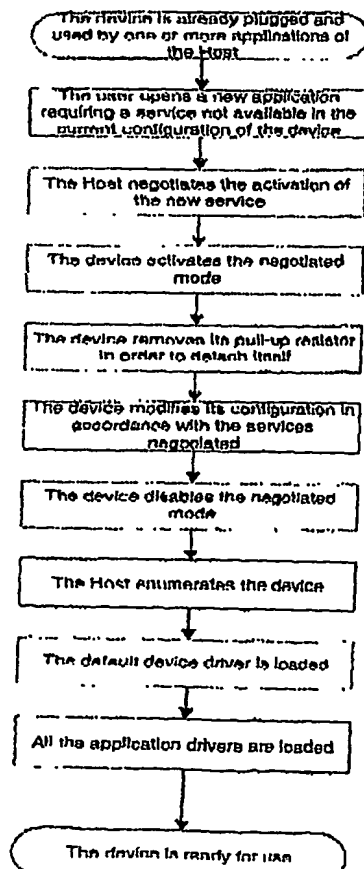 The device is already plugged and
used by one or more applications of
the Host
The user opens a new application
requiring a service not available in the
current configuration of the device
The Host negotiates the activation of
the new service
The device activates the negotiated
mode
The device removes its pull-up resistor
in order to detach itself
The device modifies its configuration in
accordance with the services
negotiated
The device disables the negotiated
mode
The Host enumerates the device
The default device driver is loaded
All the application drivers are loaded
The device is ready for use